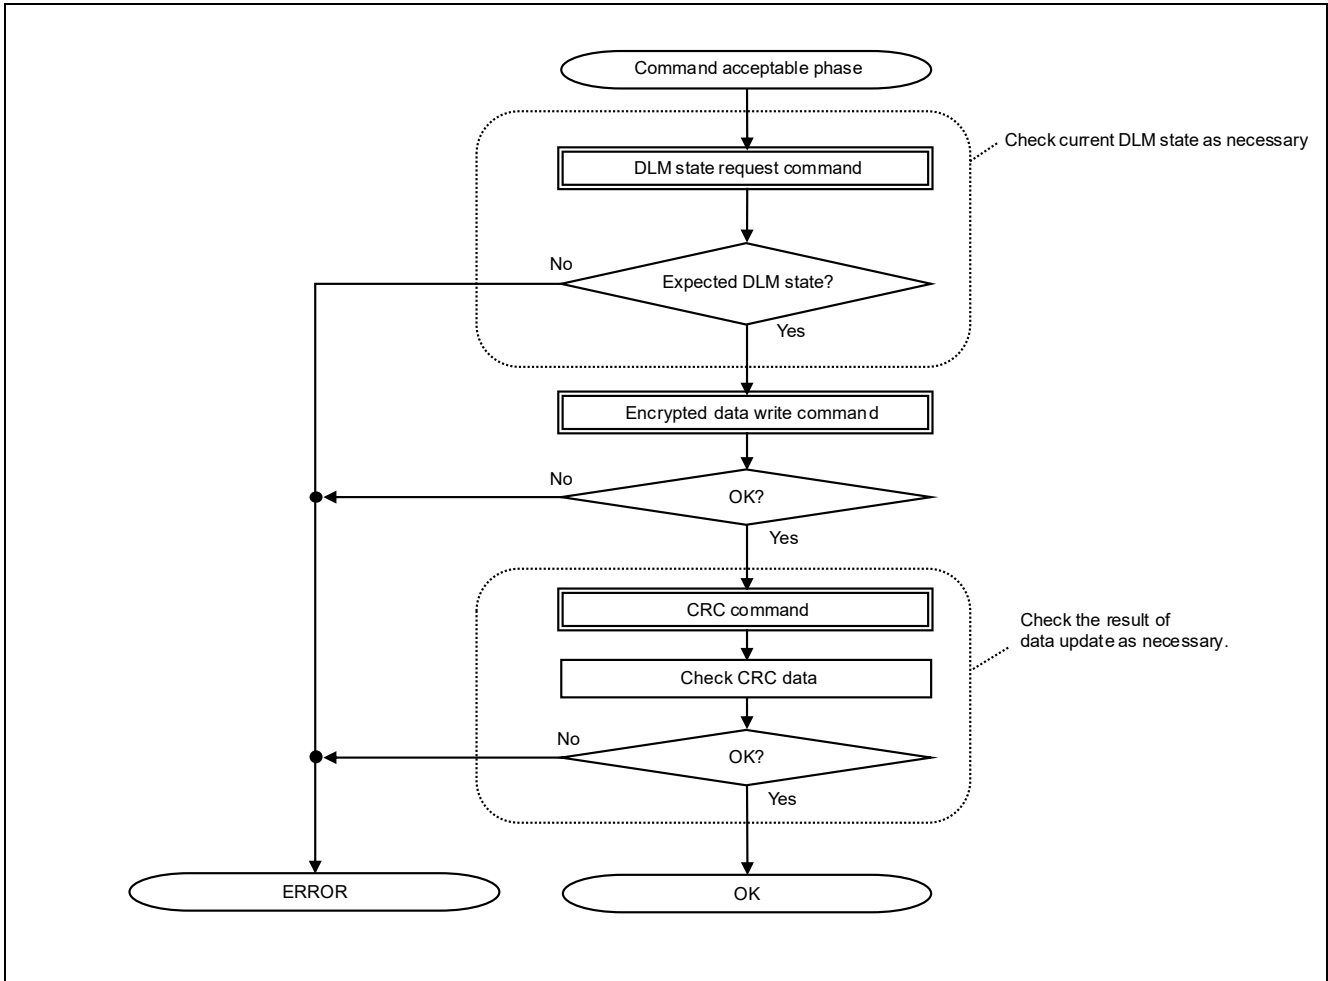 Command acceptable phase
Check current DLM state as necessary
DLM state request command
No
Expected DLM state?
Yes
Encrypted data write command
No
OK?
Yes
CRC command
Check the result of
data update as necessary.
Check CRC data
No
OK?
Yes
ERROR
OK